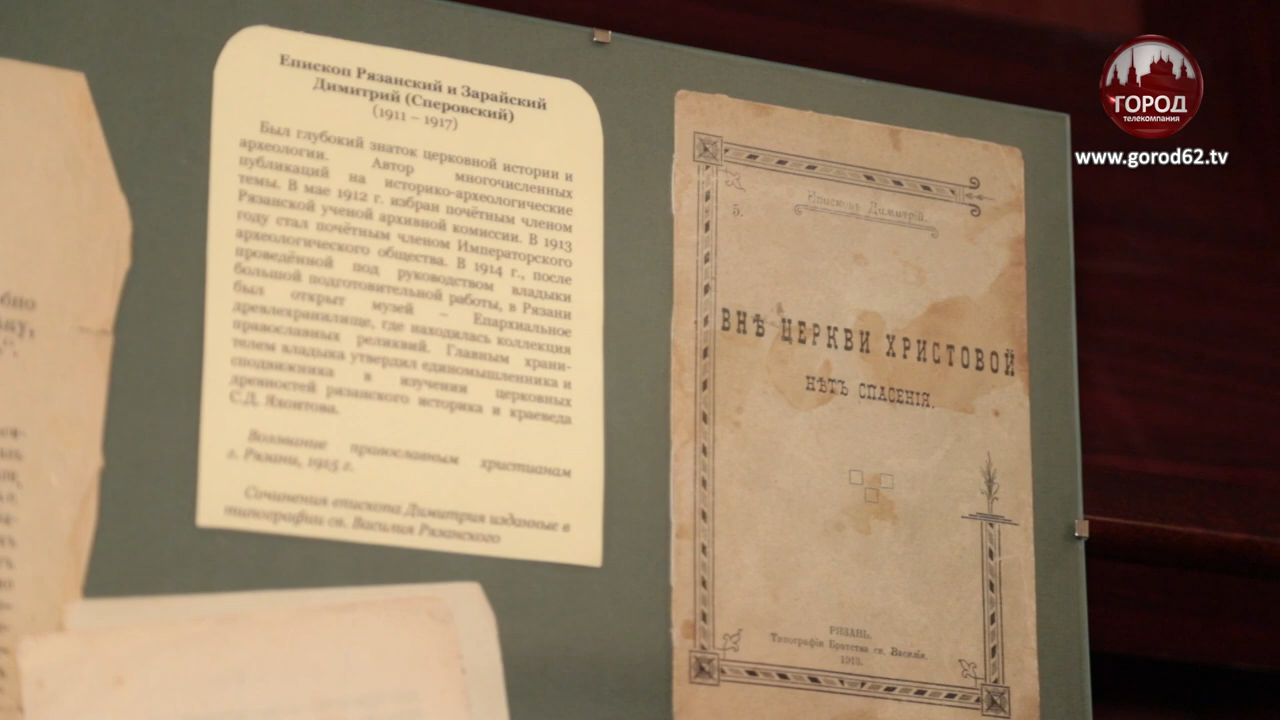 Епископ Рязанский и Зарайский
Димитрий (Сперовский)
(1911 – 1917)
Был глубокий знаток церковной истории и
археологии. Автор многочисленных
публикаций на историко-археологические
темы. В мае 1912 г. избран почётным членом
Рязанской ученой архивной комиссии. В 1913
году стал почётным членом Императорского
археологического общества. В 1914 г., после
проведённой под руководством владыки
большой подготовительной работы, в Рязани
был открыт музей – Епархиальное
древлехранилище, где находилась коллекция
православных реликвий. Главным храни-
телем владыка утвердил единомышленника и
сподвижника в изучении церковных
древностей рязанского историка и краеведа
С.Д. Яхонтова.
Воззвание православным христианам
г. Рязани, 1915 г.
Сочинения епископа Димитрия изданные в
типографии св. Василия Рязанского
5.
Епископъ Димитрій.
ВНѢ ЦЕРКВИ ХРИСТОВОЙ
НѢТЪ СПАСЕНІЯ.
РЯЗАНЬ.
Типографія Братства св. Василія.
1913.
ГОРОД
телекомпания
www.gorod62.tv